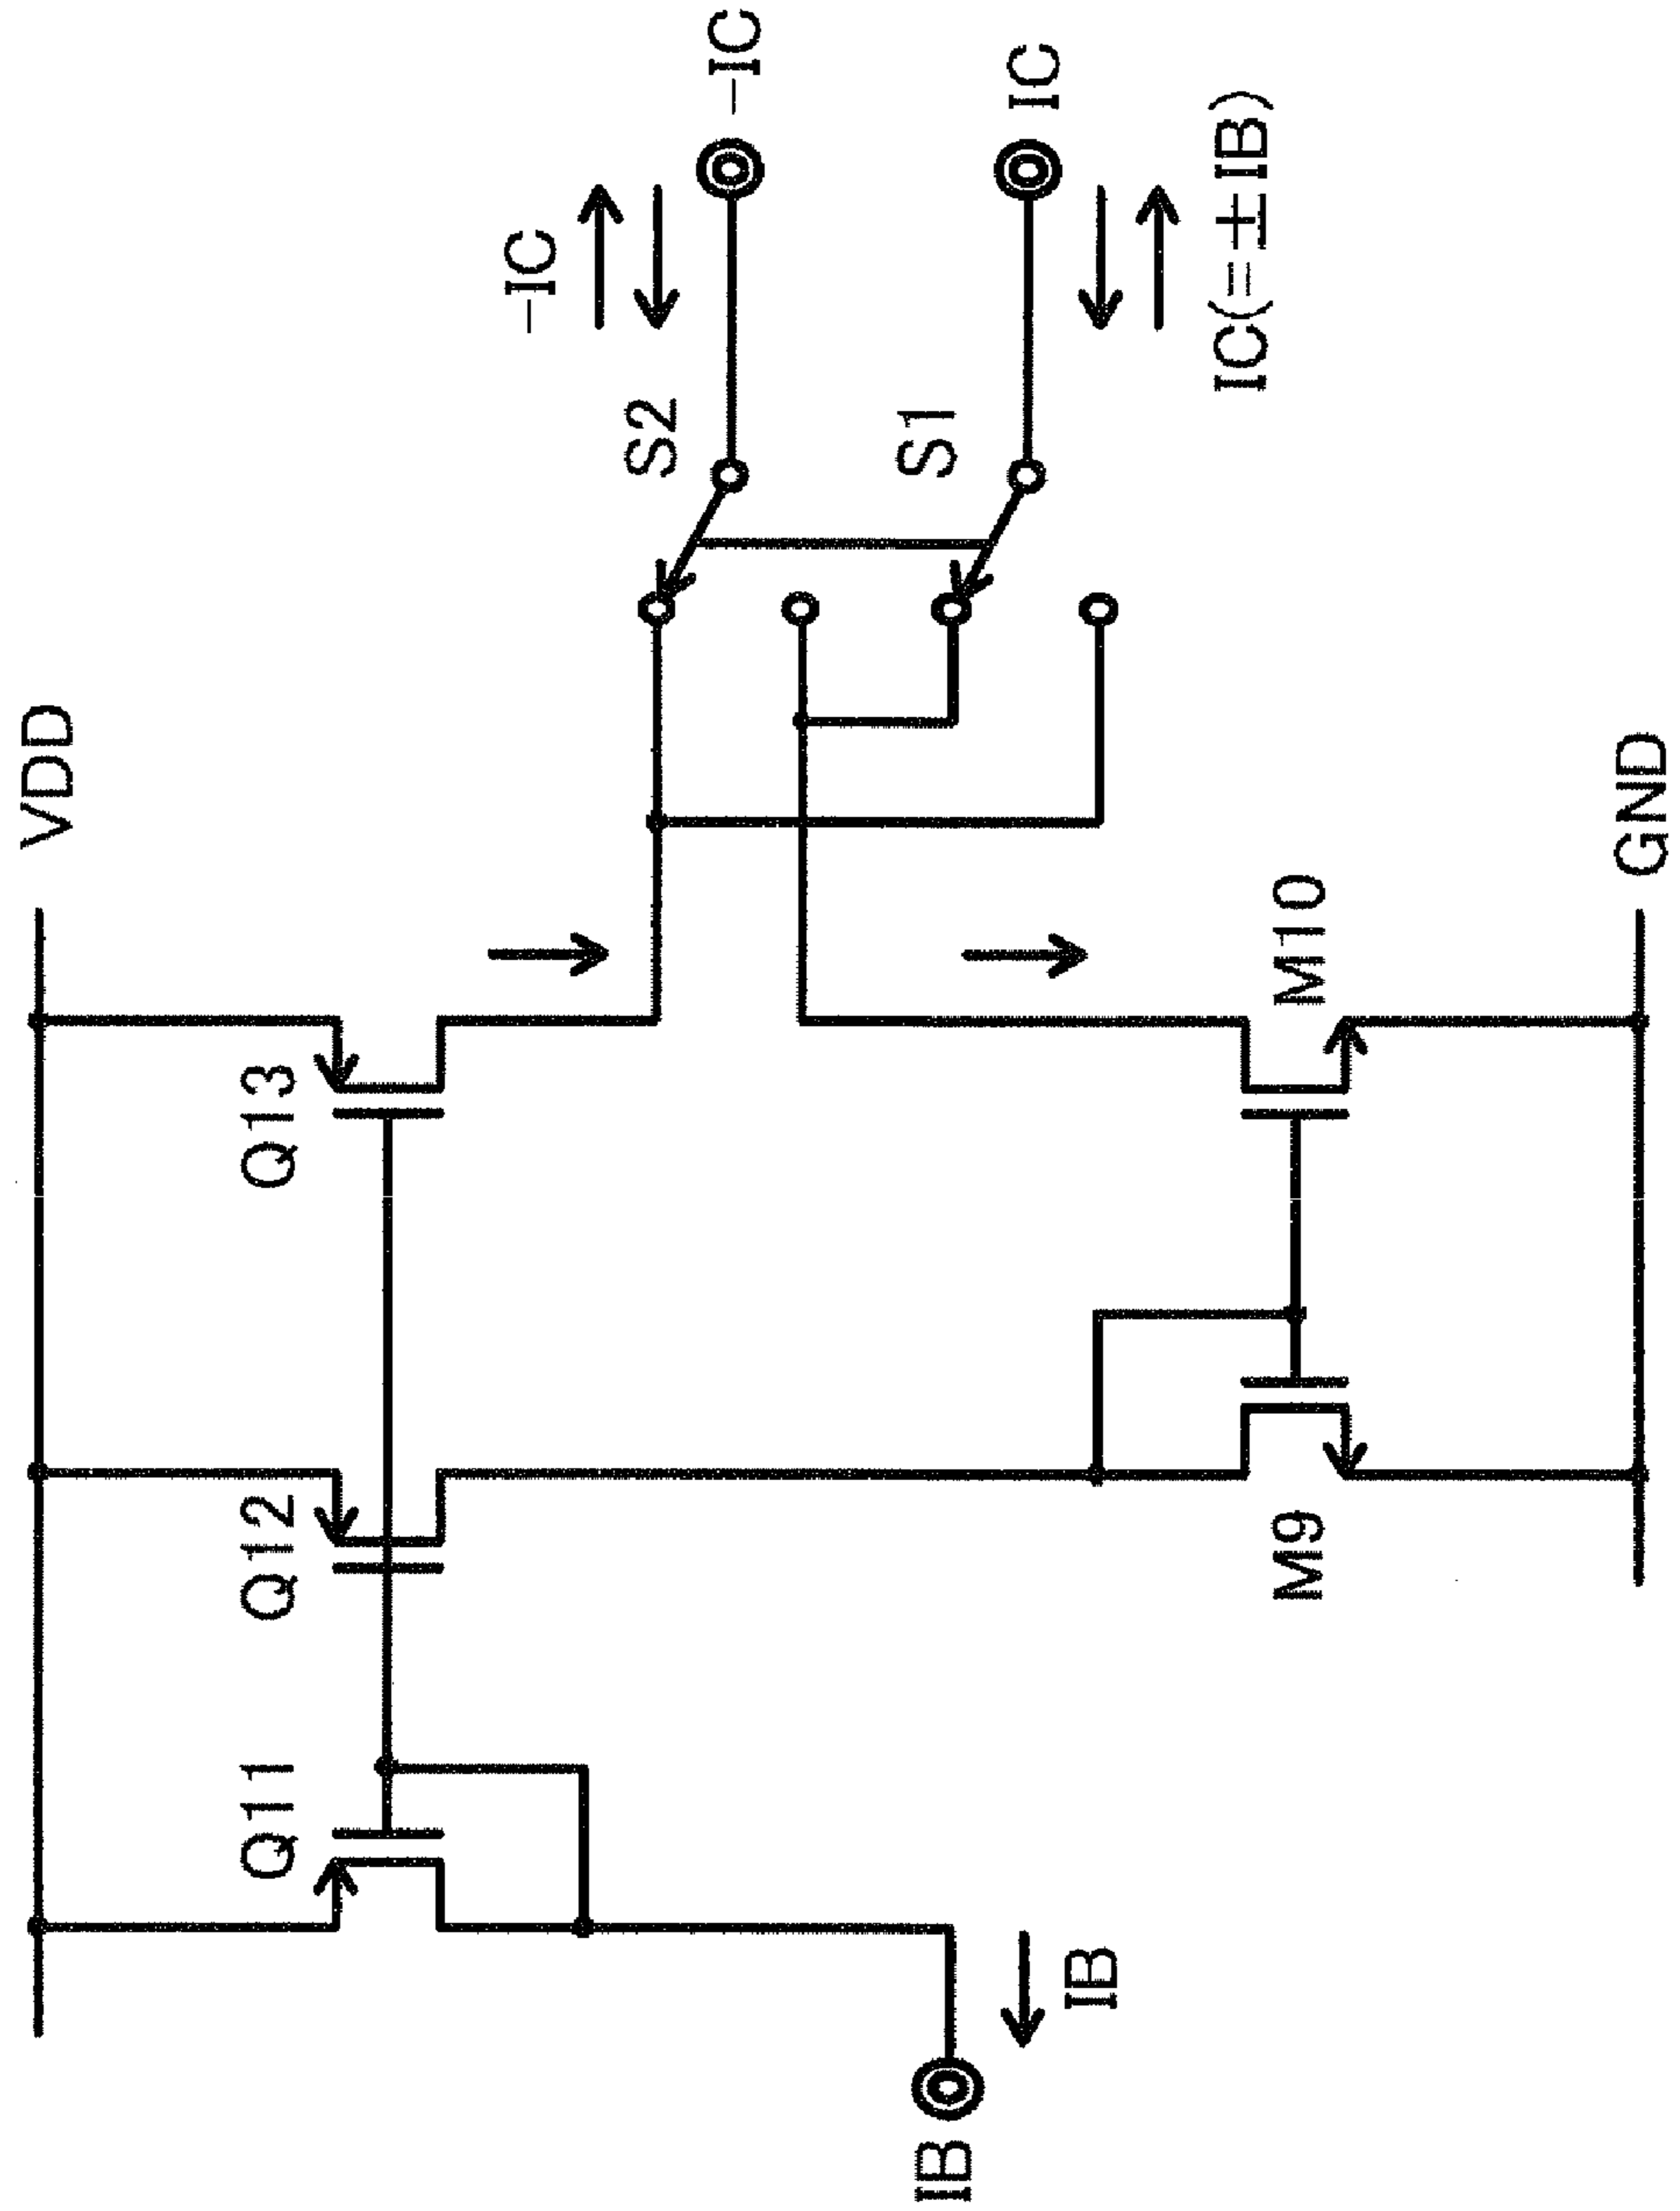 VDD
Q11
Q12
Q13
-IC
-IC
S2
S1
IC
IC(=±IB)
IB
IB
M9
M10
GND